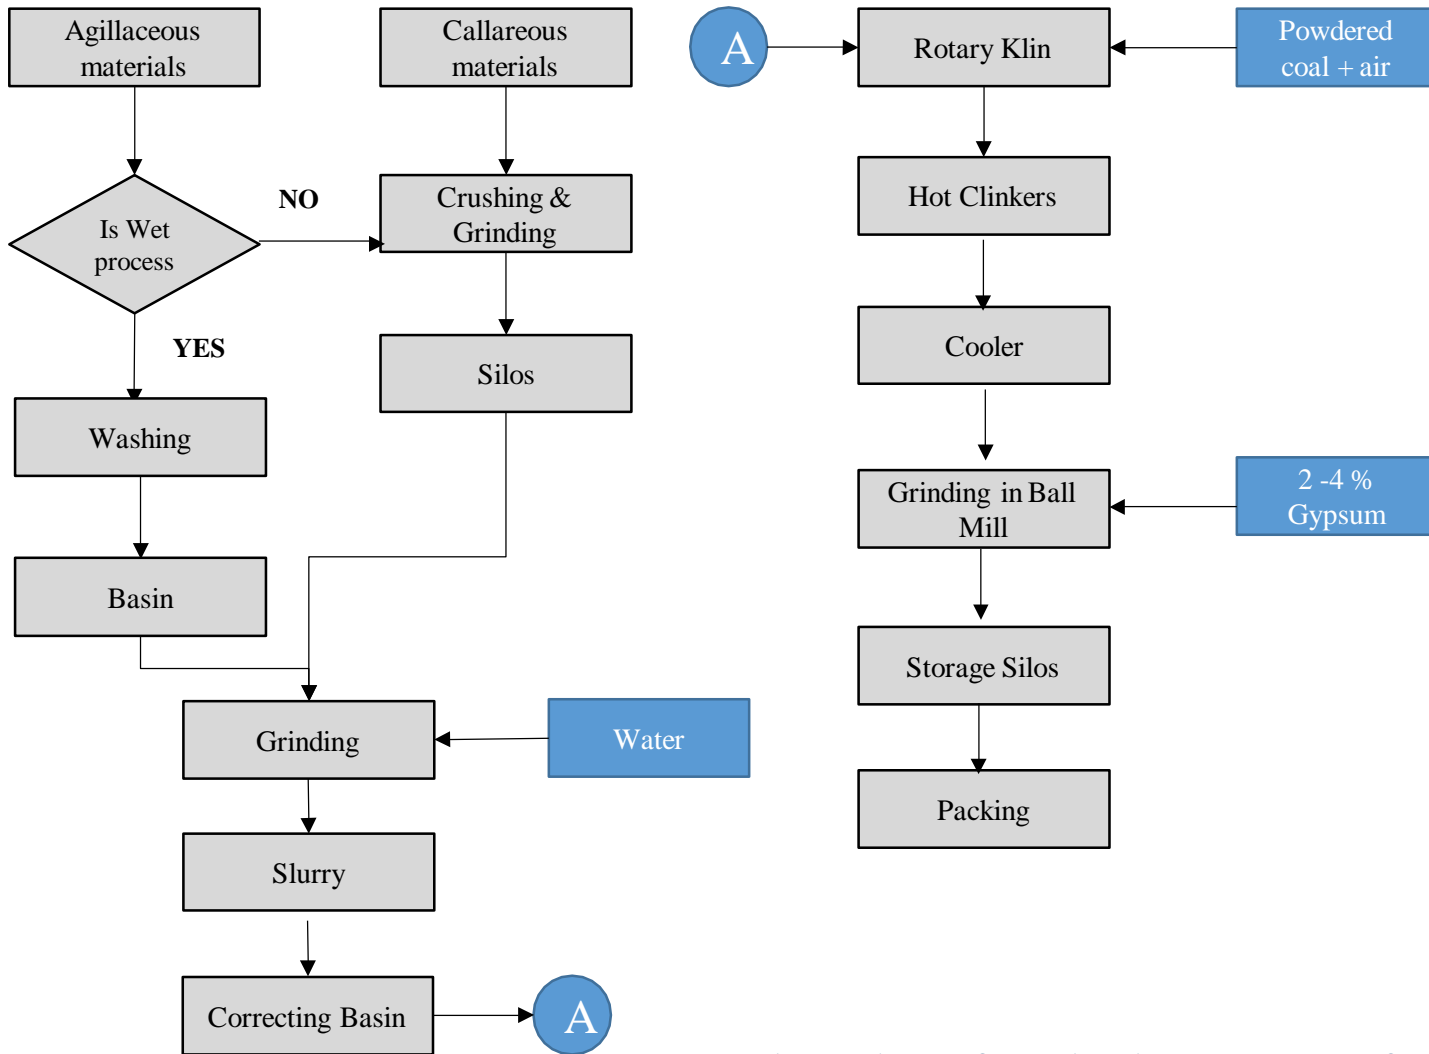 Agillaceous
materials
Callareous
materials
Is Wet
process
NO
YES
Crushing &
Grinding
Silos
Washing
Basin
Grinding
Water
Slurry
Correcting Basin
A
A
Rotary Klin
Powdered
coal + air
Hot Clinkers
Cooler
Grinding in Ball
Mill
2 -4 %
Gypsum
Storage Silos
Packing